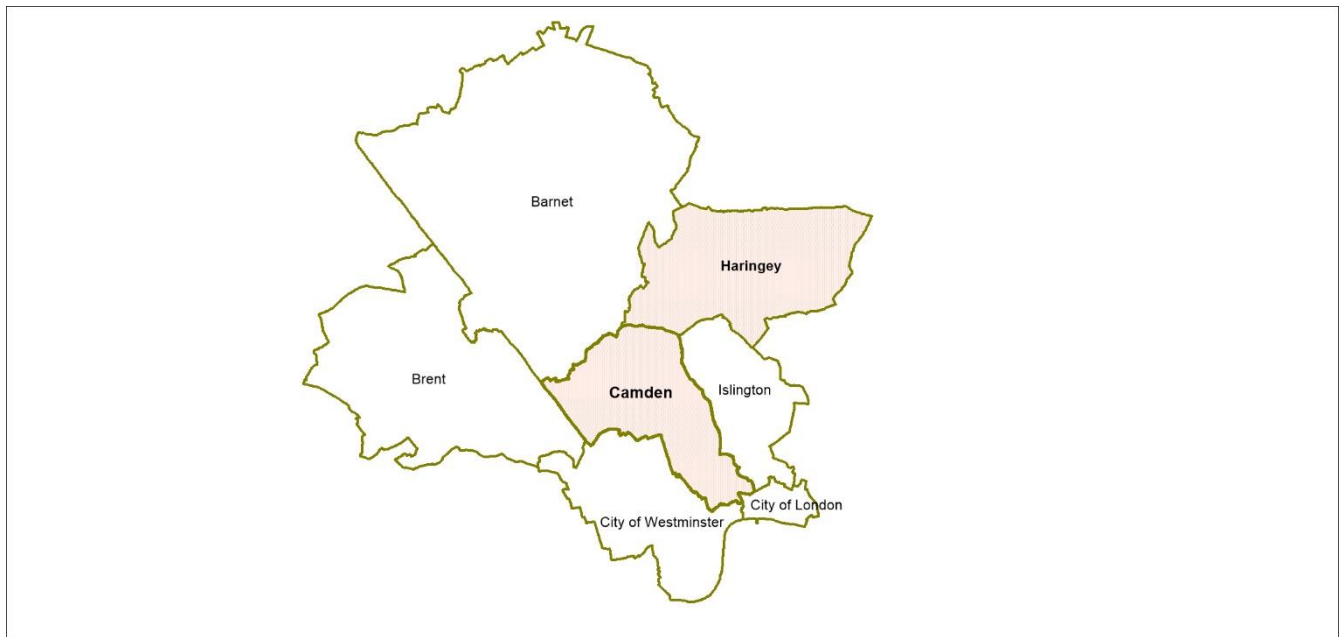 Barnet
Haringey
Brent
Camden
Islington
City of London
City of Westminster